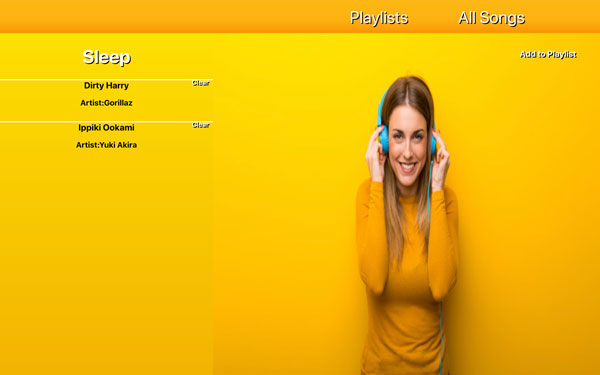 Playlists
All Songs
Sleep
Add to Playlist
Dirty Harry
Clear
Artist:Gorillaz
Ippiki Ookami
Clear
Artist:Yuki Akira